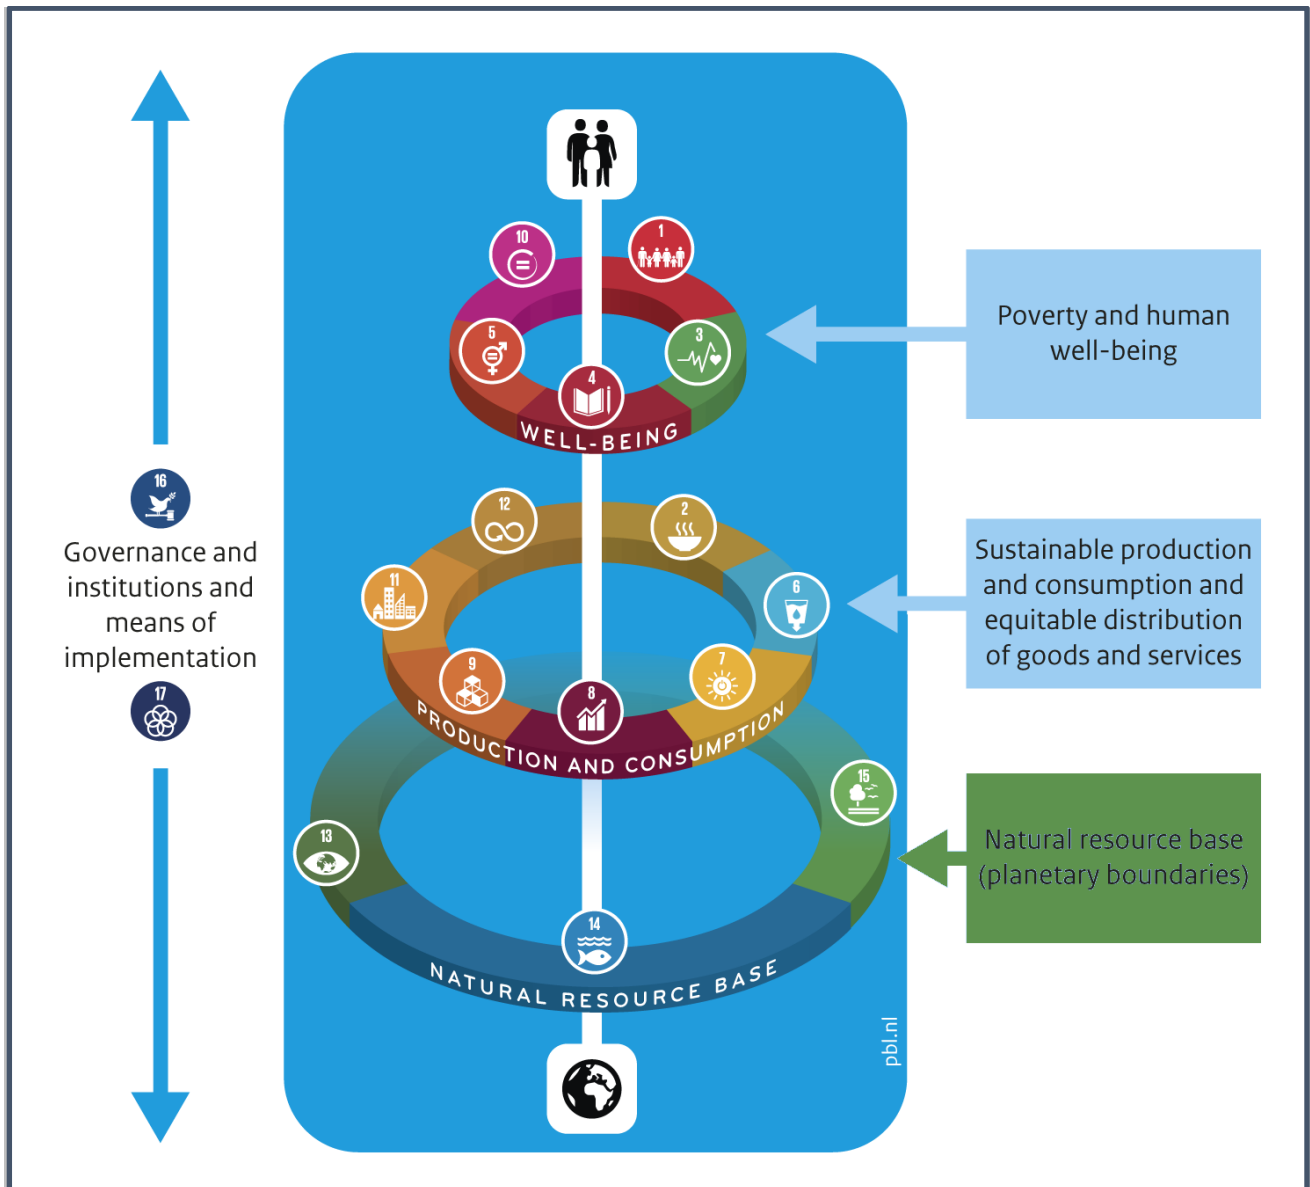 10
1
5
3
4
WELL-BEING
Poverty and human
well-being
16
Governance and
institutions and
means of
implementation
17
12
2
11
6
9
7
8
PRODUCTION AND CONSUMPTION
Sustainable production
and consumption and
equitable distribution
of goods and services
15
13
14
NATURAL RESOURCE BASE
Natural resource base
(planetary boundaries)
pbl.nl